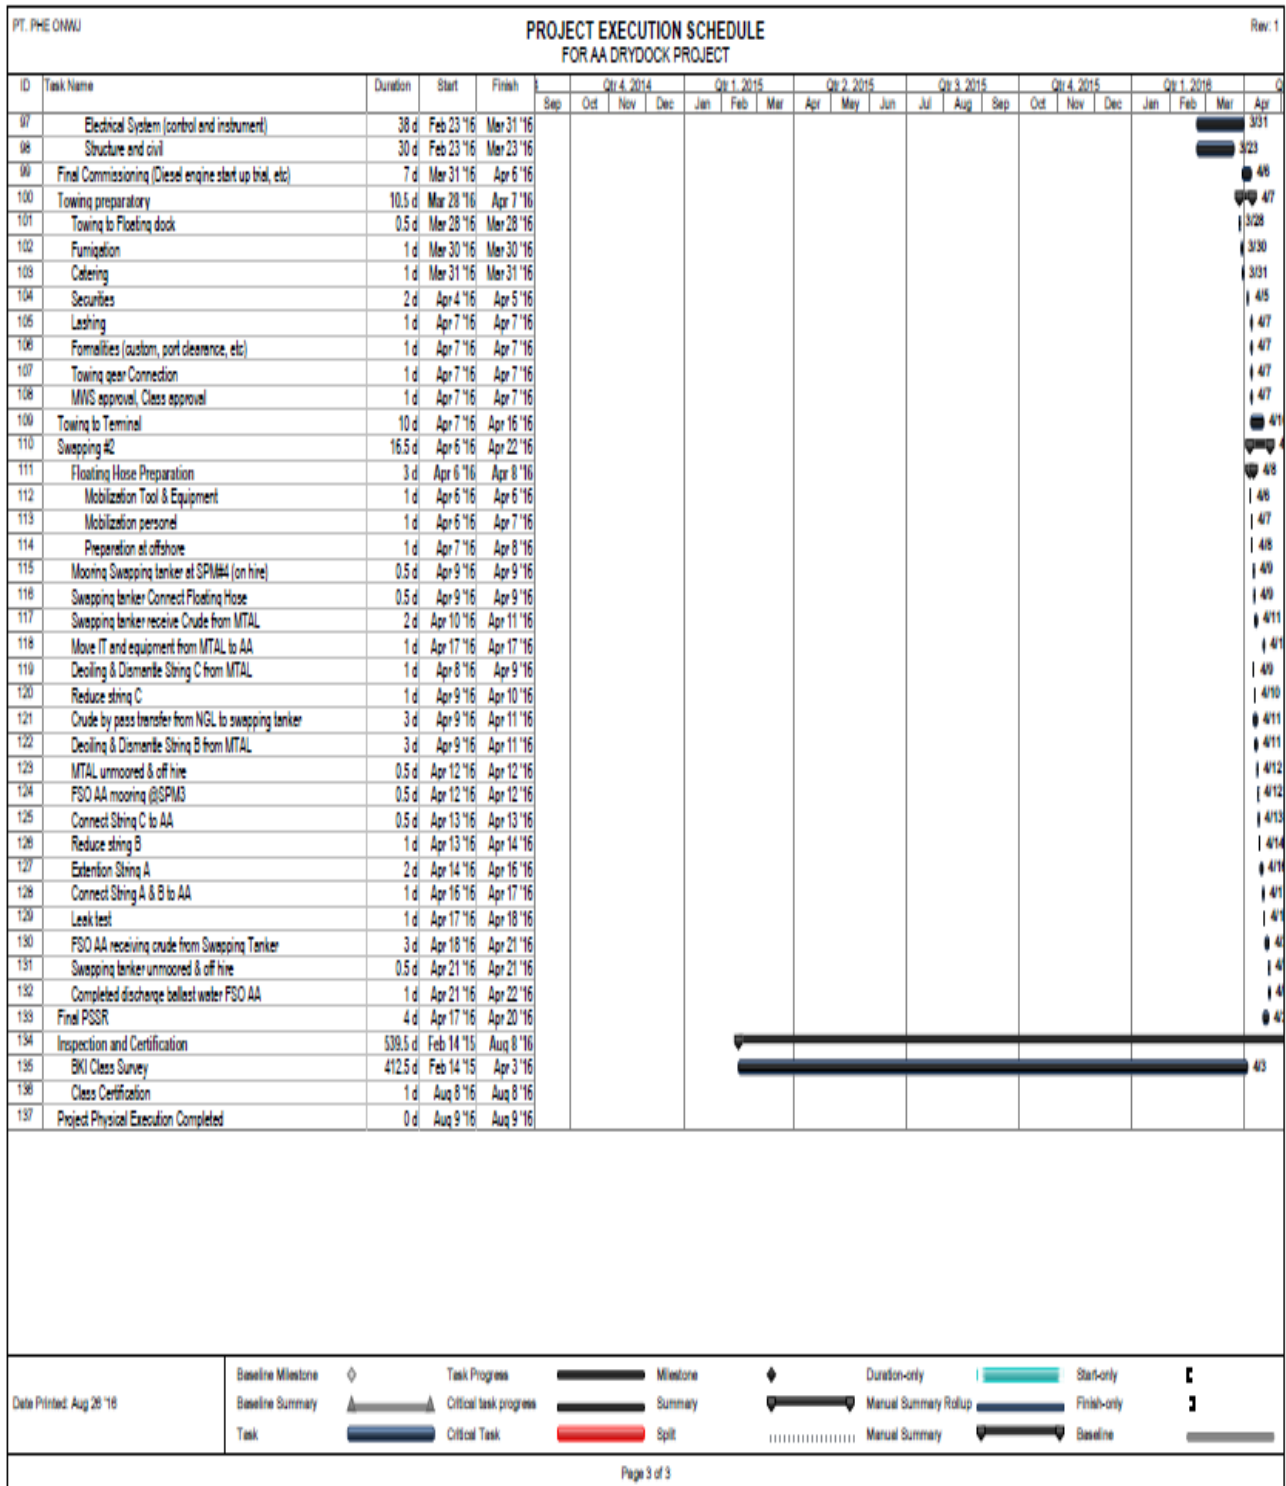 PT. PHE ONWJ
PROJECT EXECUTION SCHEDULE
Rev: 1
FOR AA DRYDOCK PROJECT
ID Task Name Duration Start Finish Qtr 4, 2014 Qtr 1, 2015 Qtr 2, 2015 Qtr 3, 2015 Qtr 4, 2015 Qtr 1, 2016 Q
Sep Oct Nov Dec Jan Feb Mar Apr May Jun Jul Aug Sep Oct Nov Dec Jan Feb Mar Apr
97 Electrical System (control and instrument) 38 d Feb 23 '16 Mar 31 '16 3/31
98 Structure and civil 30 d Feb 23 '16 Mar 23 '16 3/23
99 Final Commissioning (Diesel engine start up trial, etc) 7 d Mar 31 '16 Apr 6 '16 4/6
100 Towing preparatory 10.5 d Mar 28 '16 Apr 7 '16 4/7
101 Towing to Floating dock 0.5 d Mar 28 '16 Mar 28 '16 3/28
102 Fumigation 1 d Mar 30 '16 Mar 30 '16 3/30
103 Catering 1 d Mar 31 '16 Mar 31 '16 3/31
104 Securities 2 d Apr 4 '16 Apr 5 '16 4/5
105 Lashing 1 d Apr 7 '16 Apr 7 '16 4/7
106 Formalities (custom, port clearance, etc) 1 d Apr 7 '16 Apr 7 '16 4/7
107 Towing gear Connection 1 d Apr 7 '16 Apr 7 '16 4/7
108 MWS approval, Class approval 1 d Apr 7 '16 Apr 7 '16 4/7
109 Towing to Terminal 10 d Apr 7 '16 Apr 16 '16 4/1
110 Swapping #2 16.5 d Apr 6 '16 Apr 22 '16 4
111 Floating Hose Preparation 3 d Apr 6 '16 Apr 8 '16 4/8
112 Mobilization Tool & Equipment 1 d Apr 6 '16 Apr 6 '16 4/6
113 Mobilization personel 1 d Apr 6 '16 Apr 7 '16 4/7
114 Preparation at offshore 1 d Apr 7 '16 Apr 8 '16 4/8
115 Mooring Swapping tanker at SPM#4 (on hire) 0.5 d Apr 9 '16 Apr 9 '16 4/9
116 Swapping tanker Connect Floating Hose 0.5 d Apr 9 '16 Apr 9 '16 4/9
117 Swapping tanker receive Crude from MTAL 2 d Apr 10 '16 Apr 11 '16 4/11
118 Move IT and equipment from MTAL to AA 1 d Apr 17 '16 Apr 17 '16 4/1
119 Deoiling & Dismantle String C from MTAL 1 d Apr 8 '16 Apr 9 '16 4/9
120 Reduce string C 1 d Apr 9 '16 Apr 10 '16 4/10
121 Crude by pass transfer from NGL to swapping tanker 3 d Apr 9 '16 Apr 11 '16 4/11
122 Deoiling & Dismantle String B from MTAL 3 d Apr 9 '16 Apr 11 '16 4/11
123 MTAL unmoored & off hire 0.5 d Apr 12 '16 Apr 12 '16 4/12
124 FSO AA mooring @SPM3 0.5 d Apr 12 '16 Apr 12 '16 4/12
125 Connect String C to AA 0.5 d Apr 13 '16 Apr 13 '16 4/13
126 Reduce string B 1 d Apr 13 '16 Apr 14 '16 4/14
127 Extention String A 2 d Apr 14 '16 Apr 16 '16 4/16
128 Connect String A & B to AA 1 d Apr 16 '16 Apr 17 '16 4/1
129 Leak test 1 d Apr 17 '16 Apr 18 '16 4/1
130 FSO AA receiving crude from Swapping Tanker 3 d Apr 18 '16 Apr 21 '16 4/
131 Swapping tanker unmoored & off hire 0.5 d Apr 21 '16 Apr 21 '16 4/
132 Completed discharge ballast water FSO AA 1 d Apr 21 '16 Apr 22 '16 4/
133 Final PSSR 4 d Apr 17 '16 Apr 20 '16 4/
134 Inspection and Certification 539.5 d Feb 14 '15 Aug 8 '16
135 BKI Class Survey 412.5 d Feb 14 '15 Apr 3 '16 4/3
136 Class Certification 1 d Aug 8 '16 Aug 8 '16
137 Project Physical Execution Completed 0 d Aug 9 '16 Aug 9 '16
Date Printed: Aug 26 '16
Baseline Milestone Task Progress Milestone Duration-only Start-only
Baseline Summary Critical task progress Summary Manual Summary Rollup Finish-only
Task Critical Task Split Manual Summary Baseline
Page 3 of 3